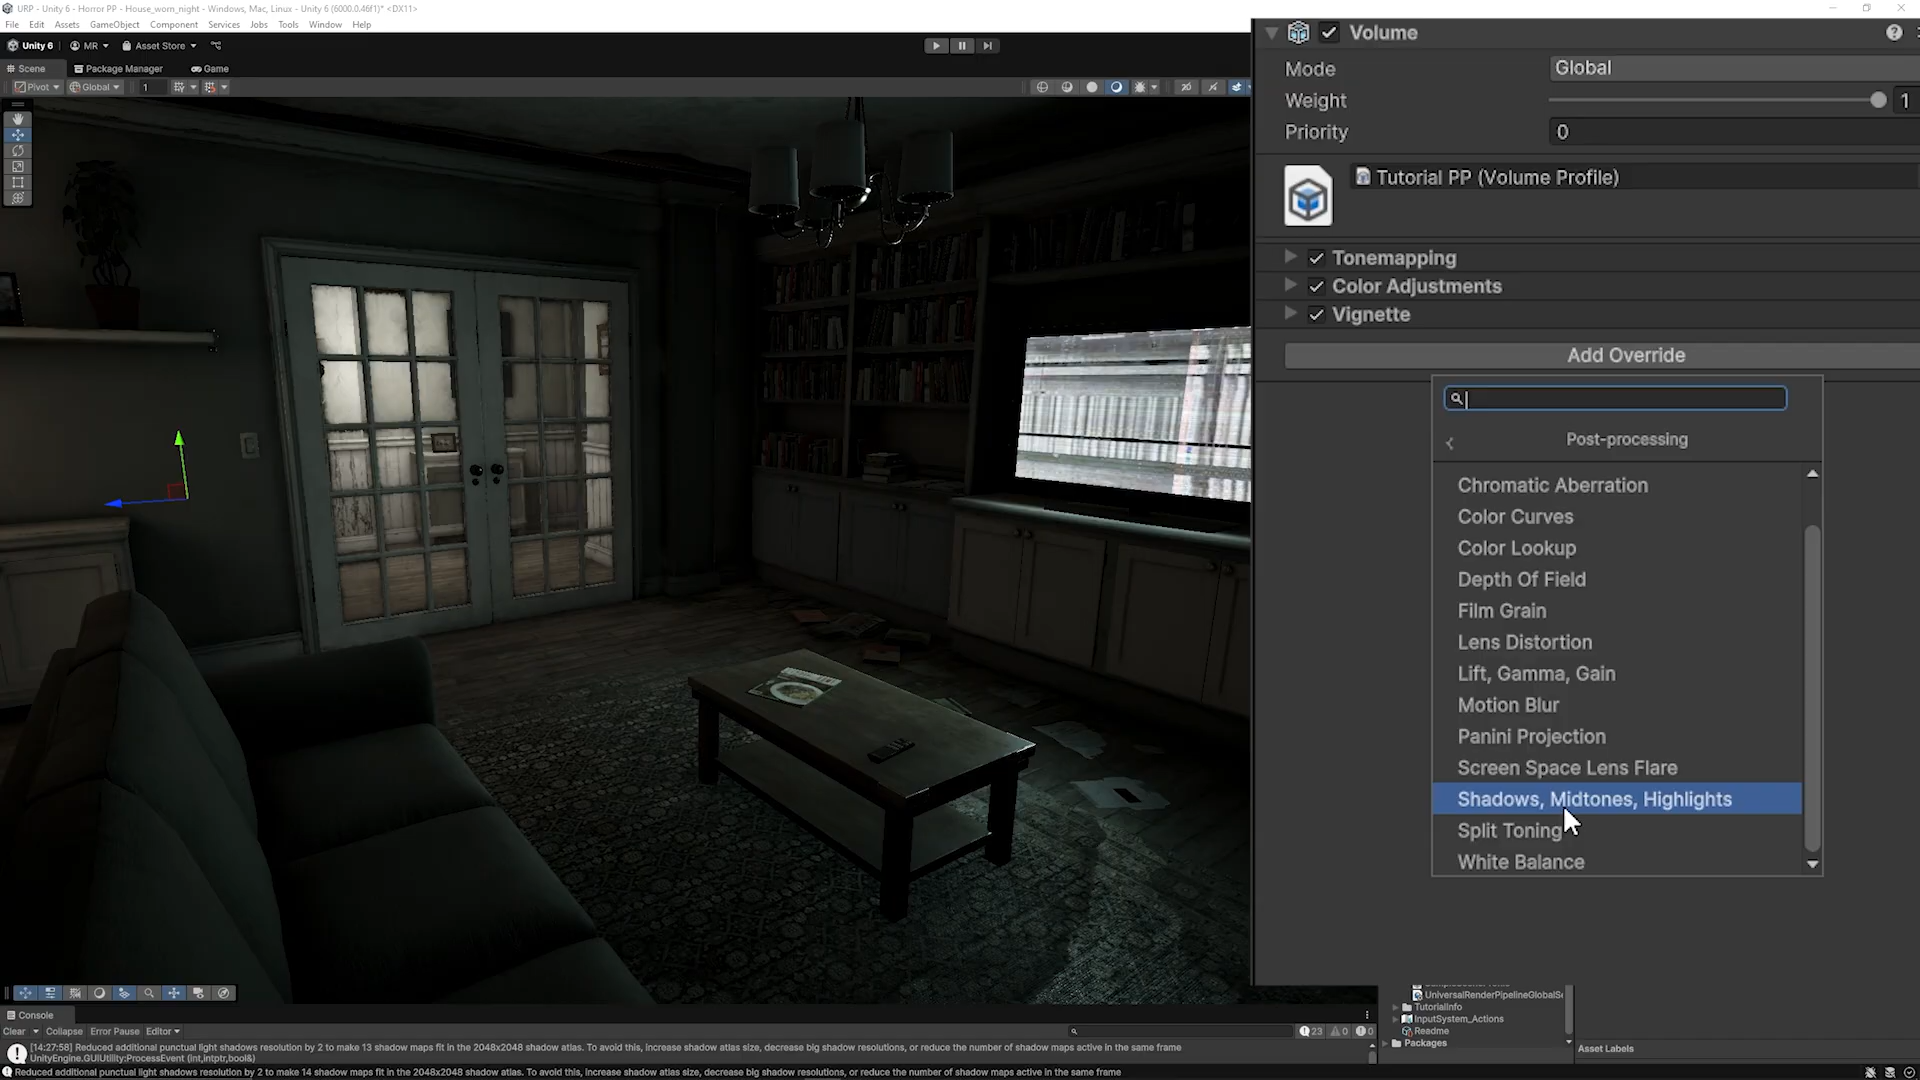 URP - Unity 6 - Horror PP - House_worn_night - Windows, Mac, Linux - Unity 6 (6000.0.46f1)* <DX11>
File Edit Assets GameObject Component Services Jobs Tools Window Help
Unity 6 MR Asset Store
Scene Package Manager Game
Pivot Global 1
Volume
Mode Global
Weight 1
Priority 0
Tutorial PP (Volume Profile)
Tonemapping
Color Adjustments
Vignette
Add Override
Post-processing
Chromatic Aberration
Color Curves
Color Lookup
Depth Of Field
Film Grain
Lens Distortion
Lift, Gamma, Gain
Motion Blur
Panini Projection
Screen Space Lens Flare
Shadows, Midtones, Highlights
Split Toning
White Balance
UniversalRenderPipelineGlobalSe
TutorialInfo
InputSystem_Actions
Readme
Packages
Asset Labels
Console
Clear Collapse Error Pause Editor 23 0 0
[14:27:58] Reduced additional punctual light shadows resolution by 2 to make 13 shadow maps fit in the 2048x2048 shadow atlas. To avoid this, increase shadow atlas size, decrease big shadow resolutions, or reduce the number of shadow maps active in the same frame
UnityEngine.GUIUtility:ProcessEvent (int,intptr,bool&)
Reduced additional punctual light shadows resolution by 2 to make 14 shadow maps fit in the 2048x2048 shadow atlas. To avoid this, increase shadow atlas size, decrease big shadow resolutions, or reduce the number of shadow maps active in the same frame